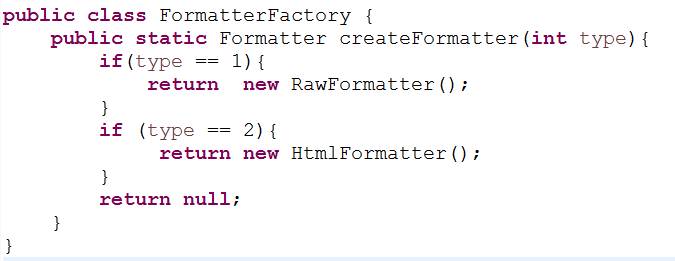 public class FormatterFactory {
    public static Formatter createFormatter(int type){
        if(type == 1){
            return  new RawFormatter();
        }
        if (type == 2){
             return new HtmlFormatter();
        }
        return null;
    }
}